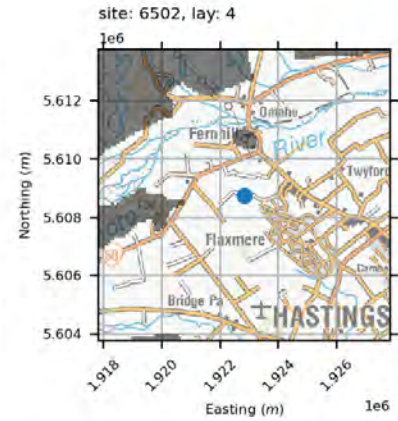 site: 6502, lay: 4
1e6
5.612
5.610
5.608
5.606
5.604
Northing (m)
Omahu
Fernhill
River
Twyford
Flaxmere
50
Bridge Pa
HASTINGS
1.918
1.920
1.922
1.924
1.926
1e6
Easting (m)